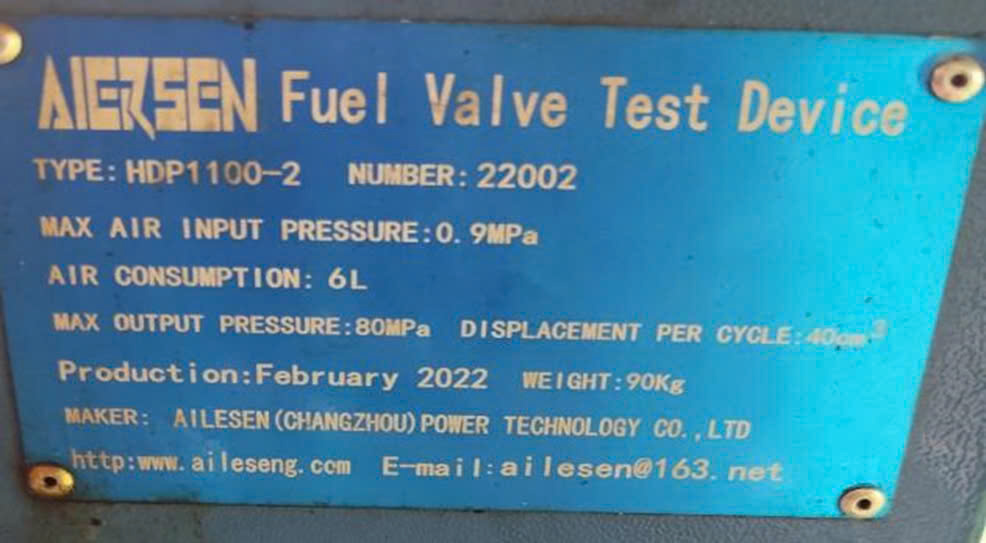 AIERSEN Fuel Valve Test Device
TYPE: HDP1100-2 NUMBER: 22002
MAX AIR INPUT PRESSURE:0.9MPa
AIR CONSUMPTION: 6L
MAX OUTPUT PRESSURE:80MPa DISPLACEMENT PER CYCLE:40cm³
Production:February 2022 WEIGHT:90Kg
MAKER: AILESEN(CHANGZHOU)POWER TECHNOLOGY CO.,LTD
http:www.aileseng.com E-mail:ailesen@163.net